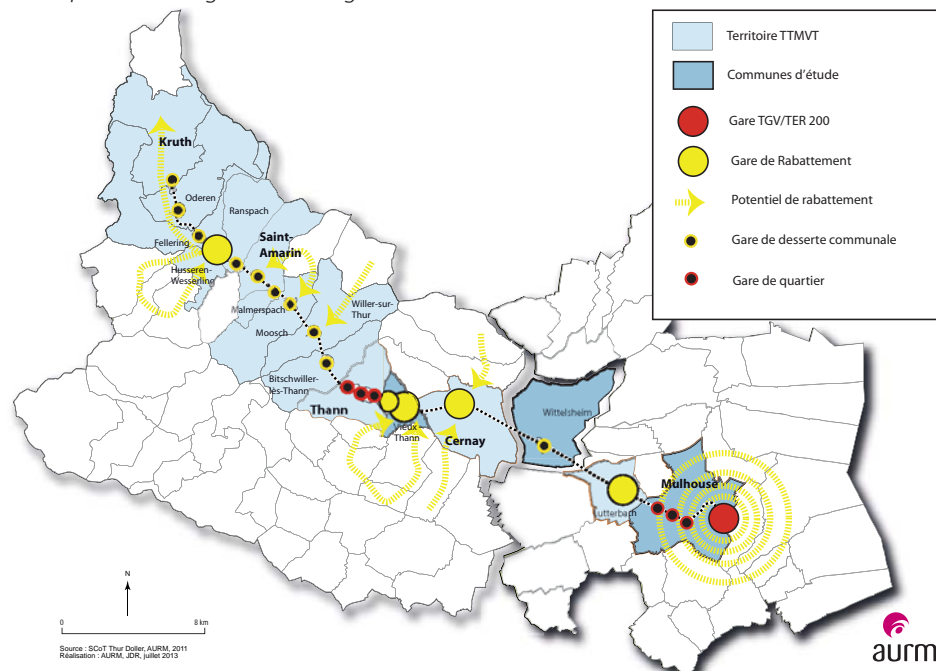 Territoire TTMVT
Communes d'étude
Gare TGV/TER 200
Gare de Rabattement
Potentiel de rabattement
Gare de desserte communale
Gare de quartier
Kruth
Oderen
Ranspach
Fellering
Saint-
Amarin
Husseren-
Wesserling
Malmerspach
Willer-sur-
Thur
Moosch
Bitschwiller-
lès-Thann
Thann
Vieux
Thann
Cernay
Wittelsheim
Mulhouse
Lutterbach
N
0 8 km
Source : SCoT Thur Doller, AURM, 2011
Réalisation : AURM, JDR, juillet 2013
aurm